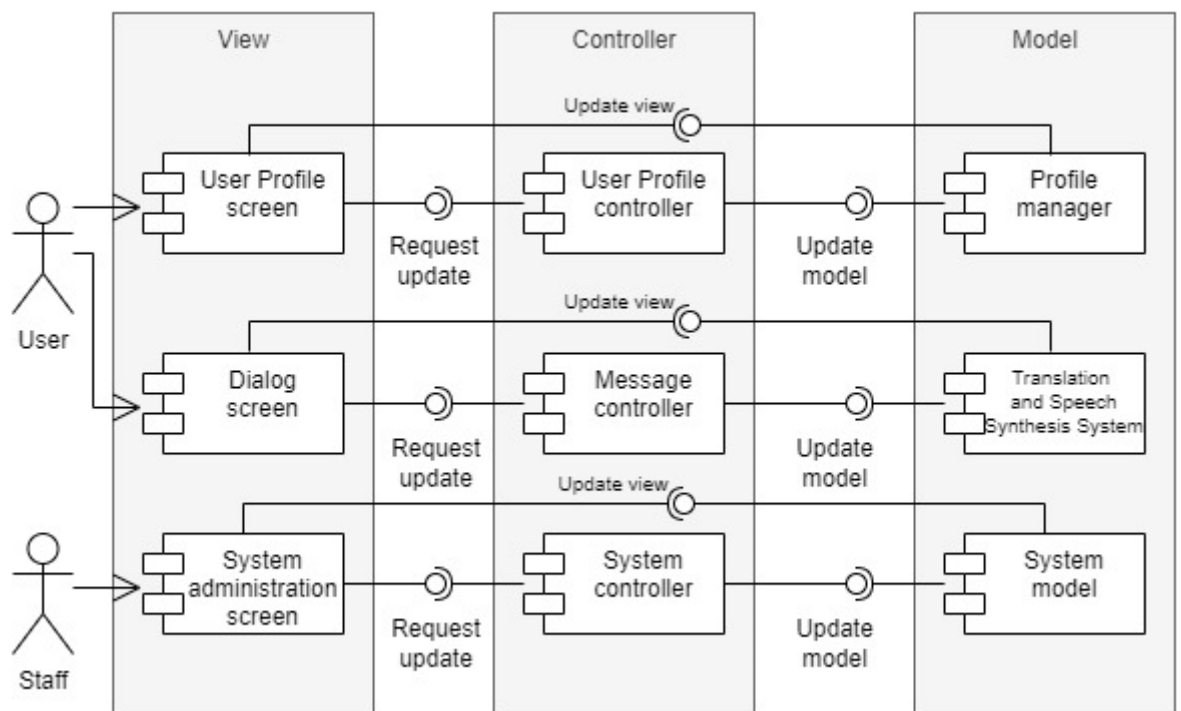 View
Controller
Model
Update view
User Profile
screen
User Profile
controller
Profile
manager
Request
update
Update
model
User
Update view
Dialog
screen
Message
controller
Translation
and Speech
Synthesis System
Request
update
Update
model
Update view
System
administration
screen
System
controller
System
model
Request
update
Update
model
Staff